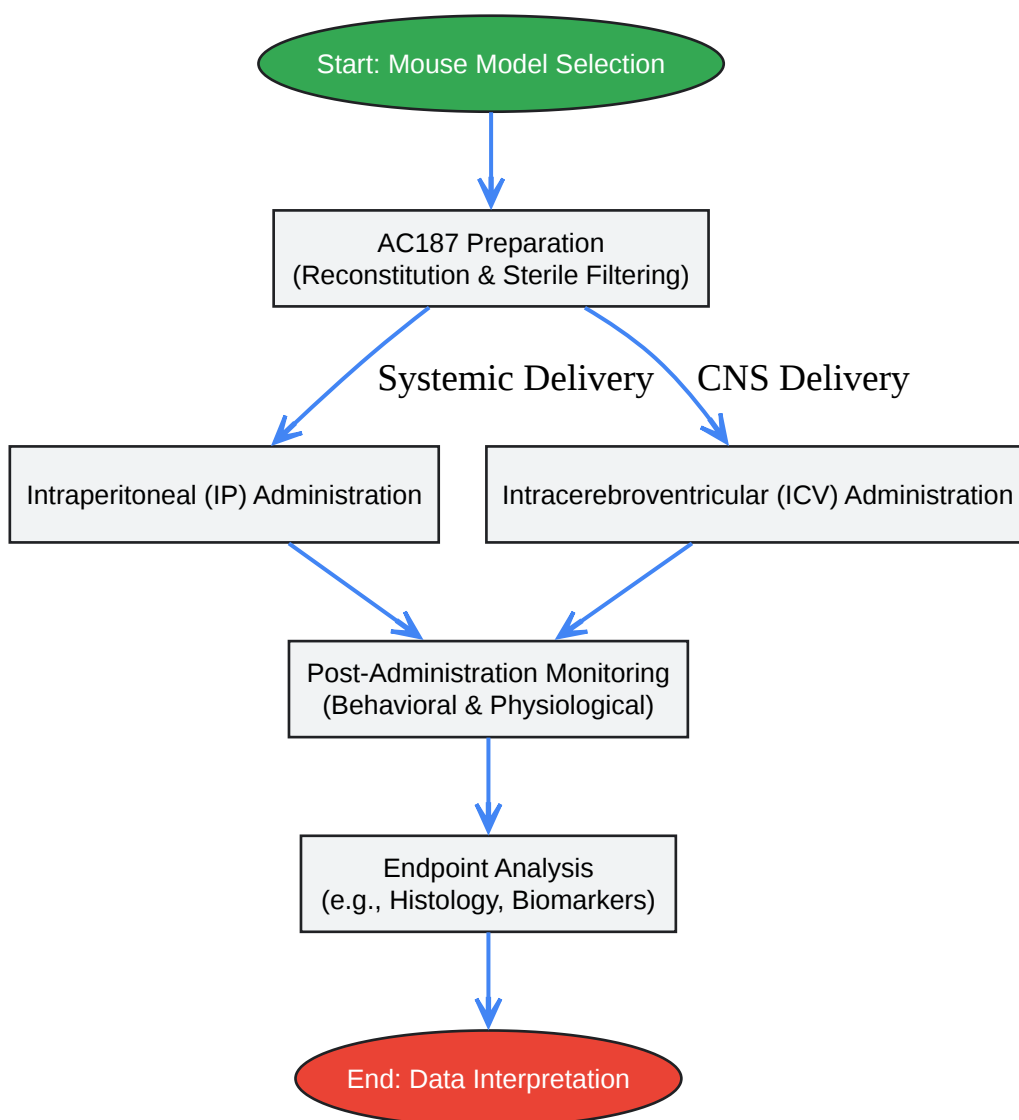 Start: Mouse Model Selection
AC187 Preparation
(Reconstitution & Sterile Filtering)
Systemic Delivery
CNS Delivery
Intraperitoneal (IP) Administration
Intracerebroventricular (ICV) Administration
Post-Administration Monitoring
(Behavioral & Physiological)
Endpoint Analysis
(e.g., Histology, Biomarkers)
End: Data Interpretation